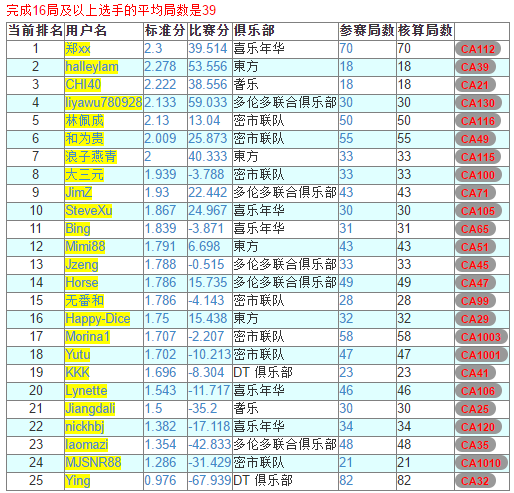 完成16局及以上选手的平均局数是39
当前排名 用户名 标准分 比赛分 俱乐部 参赛局数 核算局数
1 郑xx 2.3 39.514 喜乐年华 70 70 CA112
2 halleylam 2.278 53.556 東方 18 18 CA39
3 CHI40 2.222 38.556 耆乐 18 18 CA21
4 liyawu780928 2.133 59.033 多伦多联合俱乐部 30 30 CA130
5 林佩成 2.13 13.04 密市联队 50 50 CA116
6 和为贵 2.009 25.873 密市联队 55 55 CA49
7 浪子燕青 2 40.333 東方 33 33 CA115
8 大三元 1.939 -3.788 密市联队 33 33 CA100
9 JimZ 1.93 22.442 多伦多联合俱乐部 43 43 CA71
10 SteveXu 1.867 24.967 喜乐年华 30 30 CA105
11 Bing 1.839 -3.871 喜乐年华 31 31 CA65
12 Mimi88 1.791 6.698 東方 43 43 CA51
13 Jzeng 1.788 -0.515 多伦多联合俱乐部 33 33 CA45
14 Horse 1.786 15.735 多伦多联合俱乐部 49 49 CA47
15 无番和 1.786 -4.143 密市联队 28 28 CA99
16 Happy-Dice 1.75 15.438 東方 32 32 CA29
17 Morina1 1.707 -2.207 密市联队 58 58 CA1003
18 Yutu 1.702 -10.213 密市联队 47 47 CA1001
19 KKK 1.696 -8.304 DT 俱乐部 23 23 CA41
20 Lynette 1.543 -11.717 喜乐年华 46 46 CA106
21 Jiangdali 1.5 -35.2 耆乐 30 30 CA25
22 nickhbj 1.382 -17.118 喜乐年华 34 34 CA120
23 laomazi 1.354 -42.833 多伦多联合俱乐部 48 48 CA35
24 MJSNR88 1.286 -31.429 密市联队 21 21 CA1010
25 Ying 0.976 -67.939 DT 俱乐部 82 82 CA32